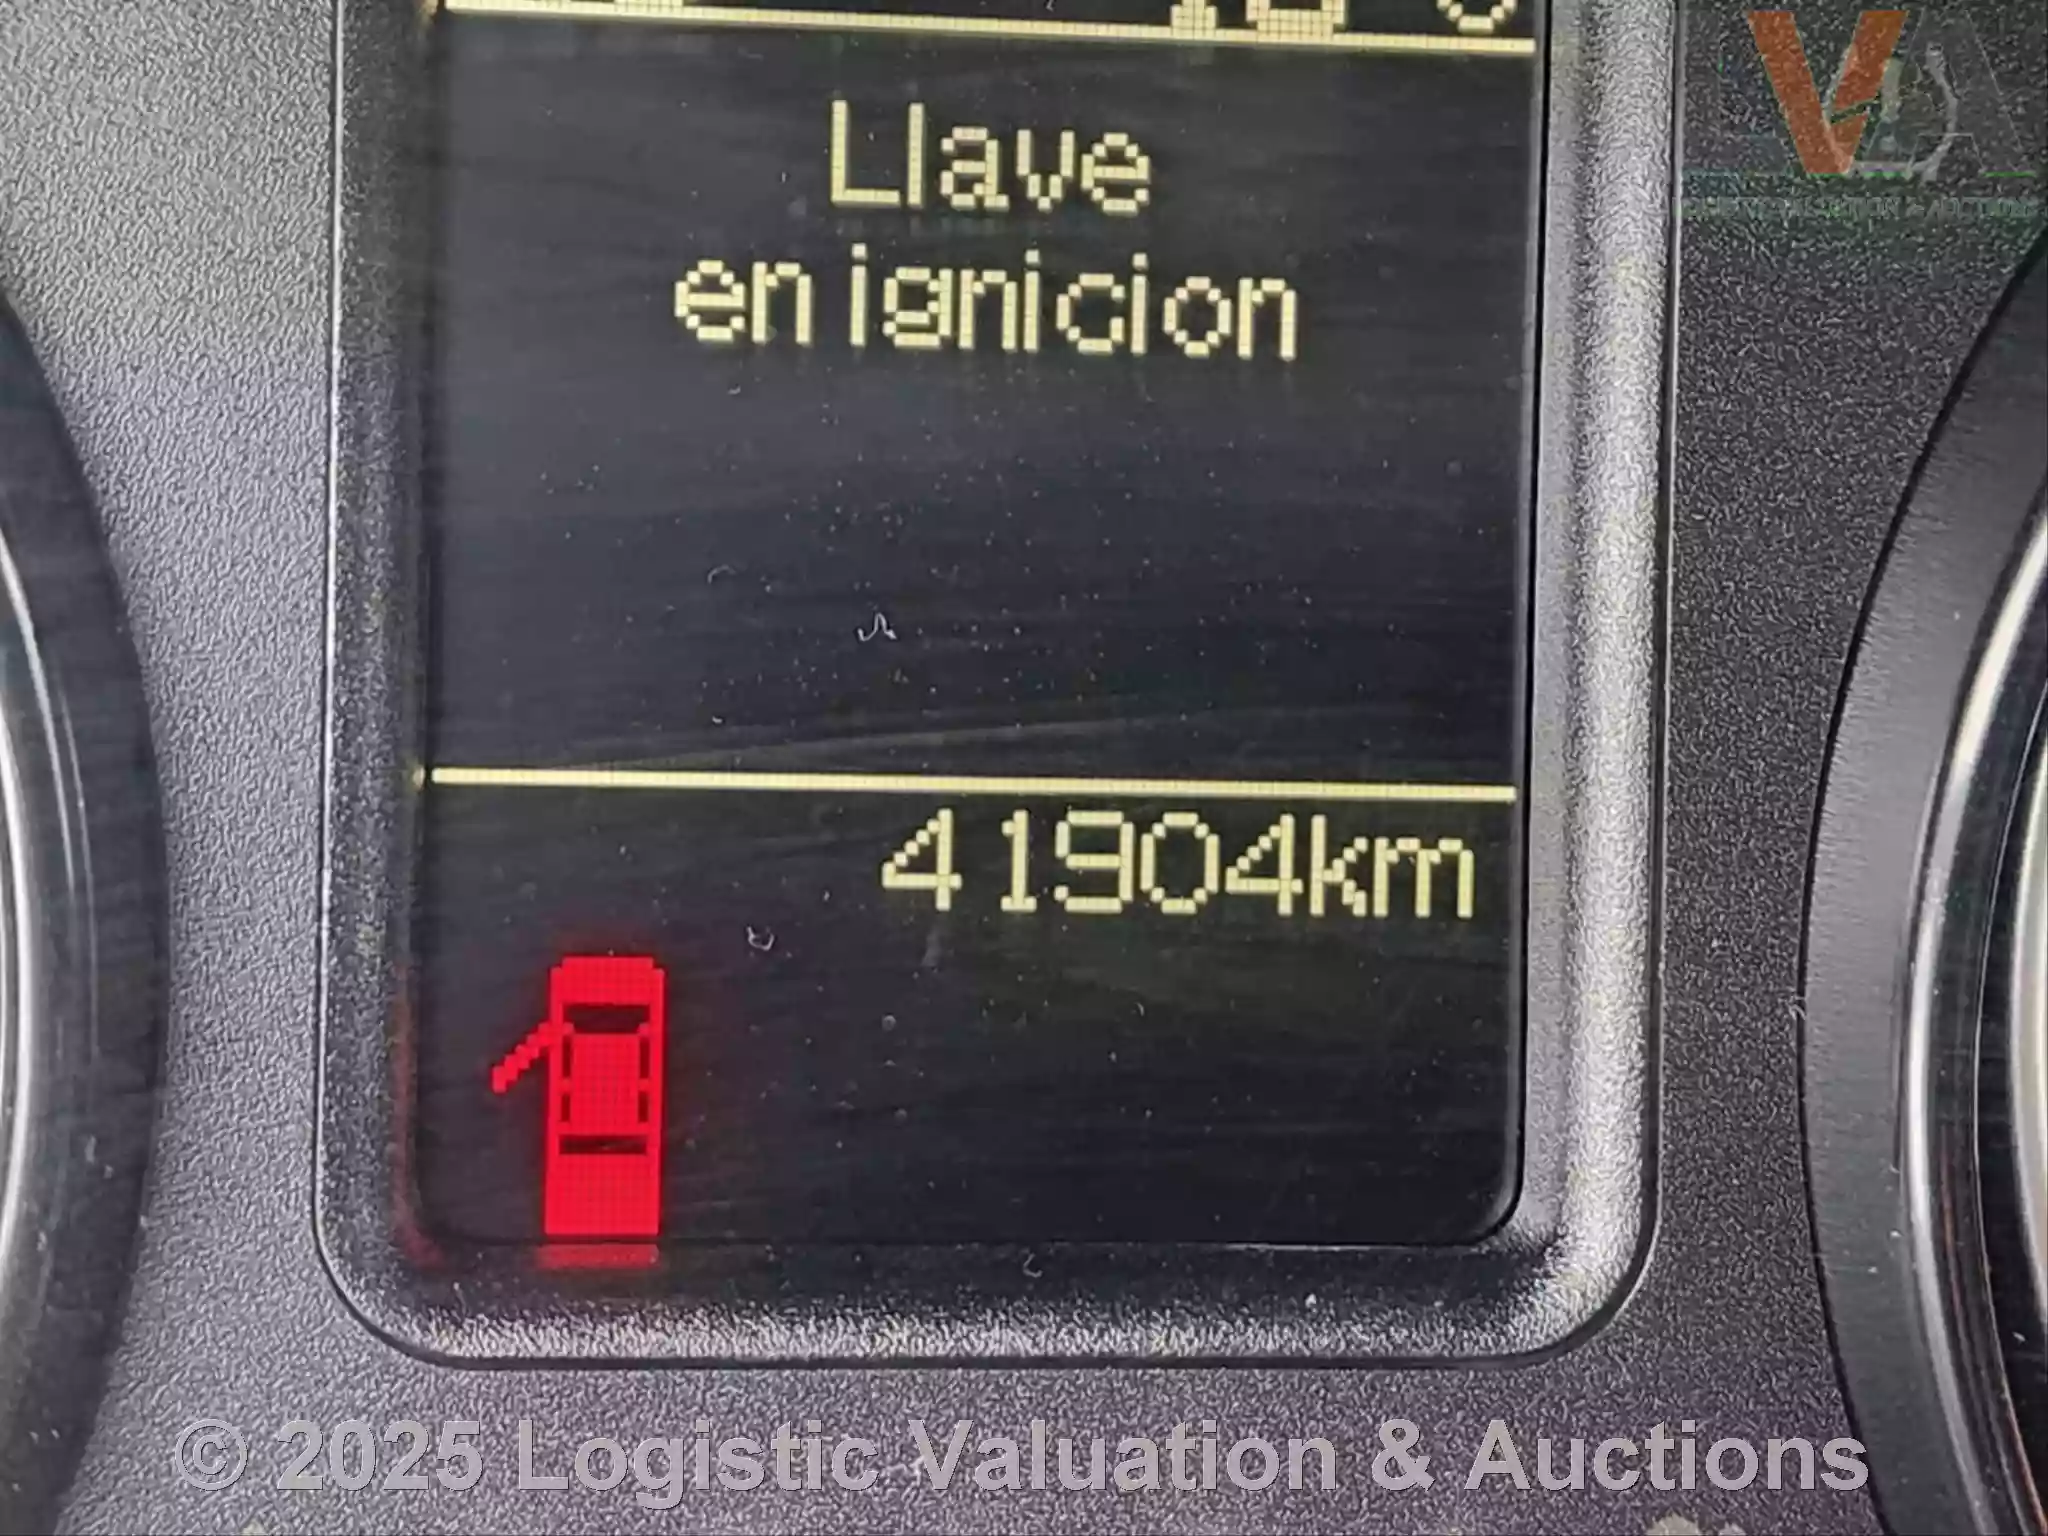 Llave
en ignicion
41904km
© 2025 Logistic Valuation & Auctions